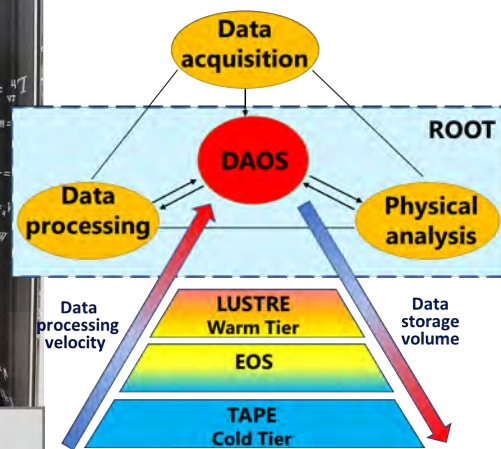 Data
acquisition
ROOT
DAOS
Data
processing
Physical
analysis
Data
processing
velocity
LUSTRE
Warm Tier
Data
storage
volume
EOS
TAPE
Cold Tier